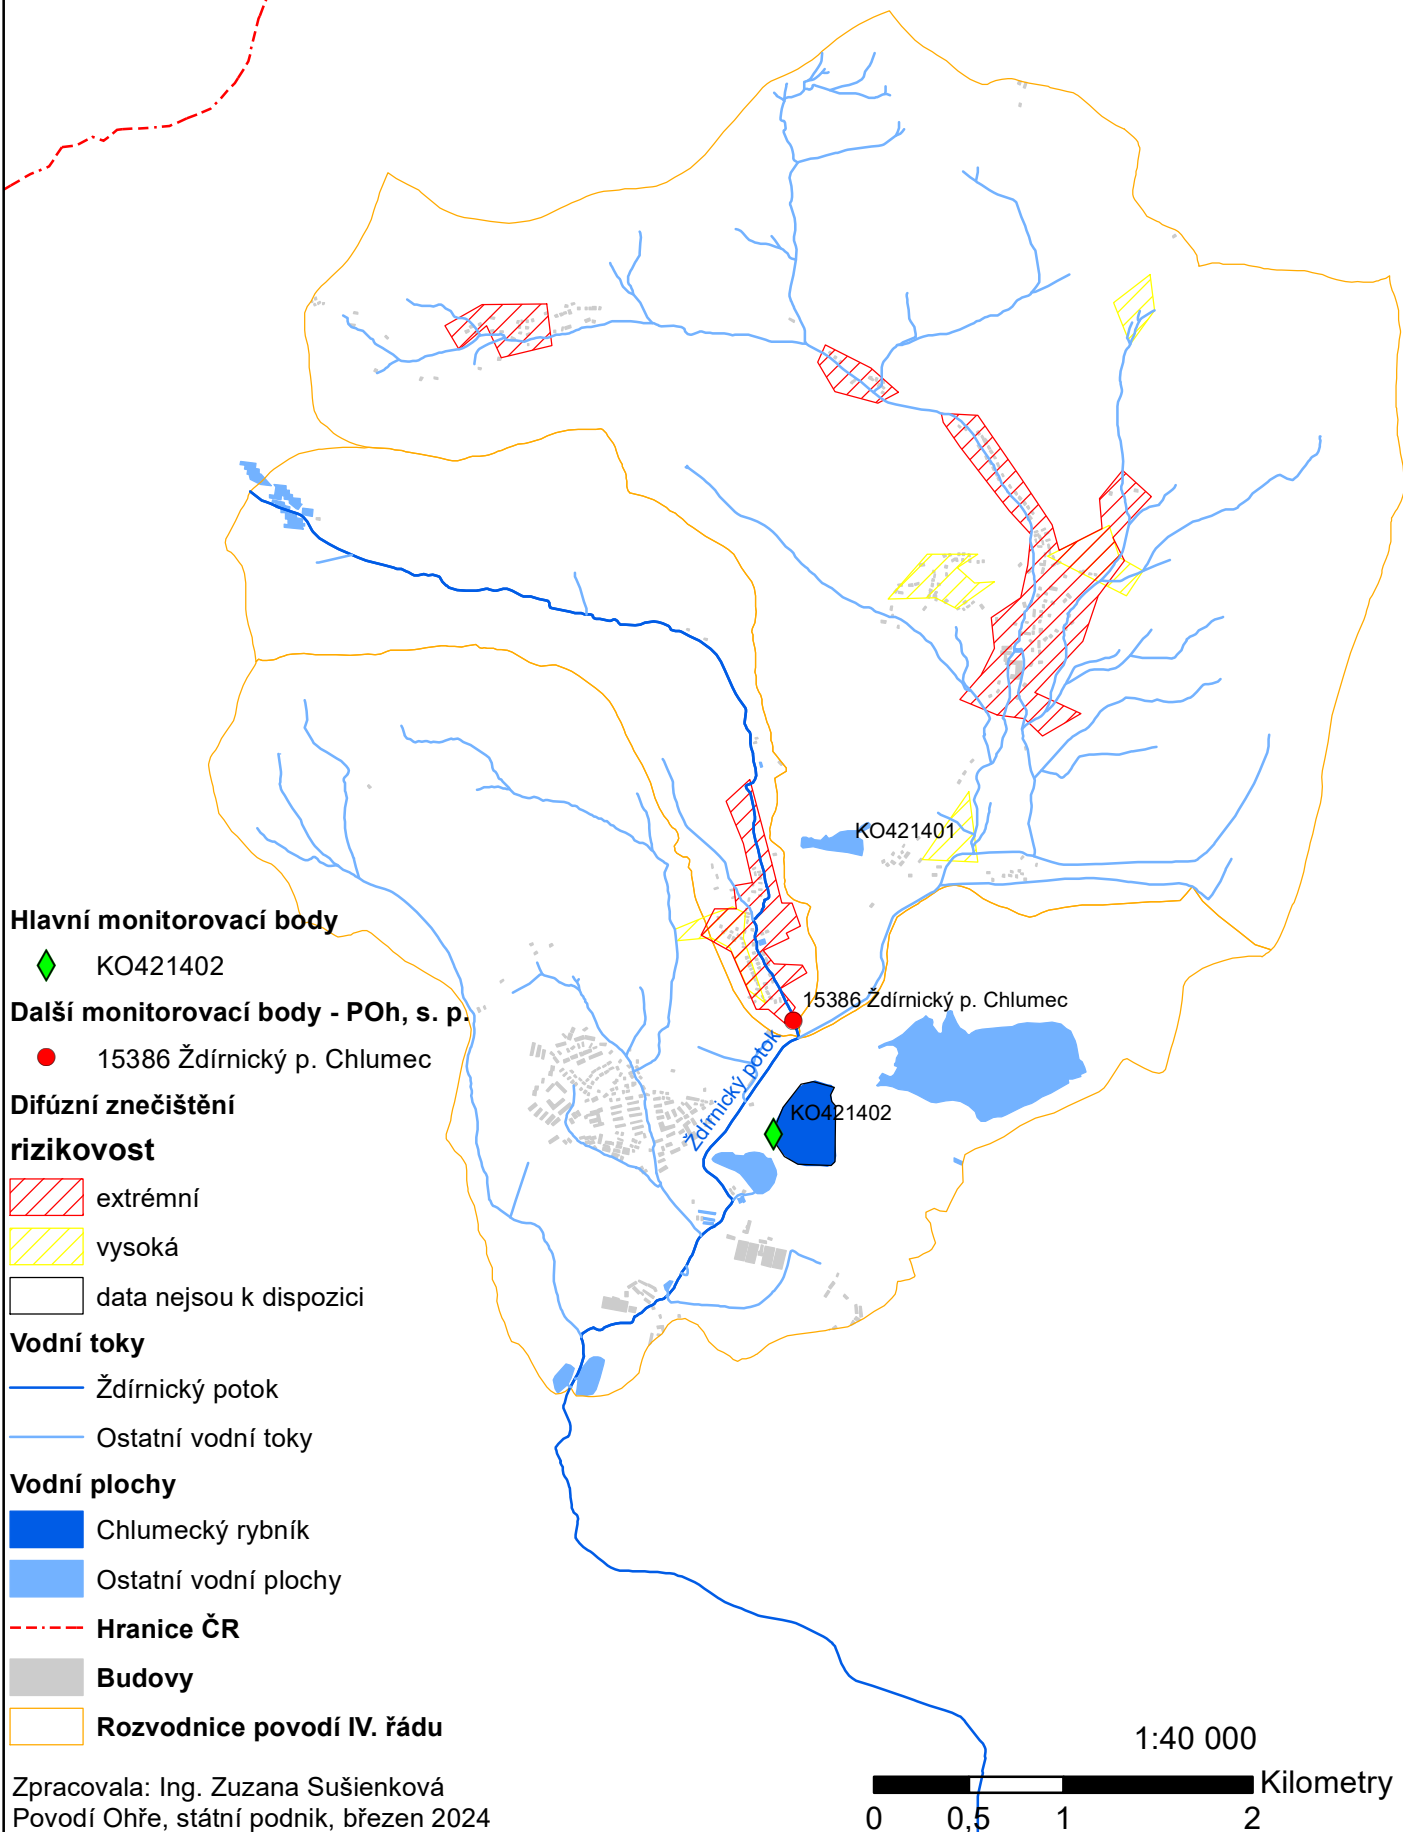 KO421401
15386 Ždírnický p. Chlumec
Ždírnický potok
KO421402
Hlavní monitorovací body
KO421402
Další monitorovací body - POh, s. p.
15386 Ždírnický p. Chlumec
Difúzní znečištění
rizikovost
extrémní
vysoká
data nejsou k dispozici
Vodní toky
Ždírnický potok
Ostatní vodní toky
Vodní plochy
Chlumecký rybník
Ostatní vodní plochy
Hranice ČR
Budovy
Rozvodnice povodí IV. řádu
Zpracovala: Ing. Zuzana Sušienková
Povodí Ohře, státní podnik, březen 2024
1:40 000
Kilometry
0 0,5 1 2